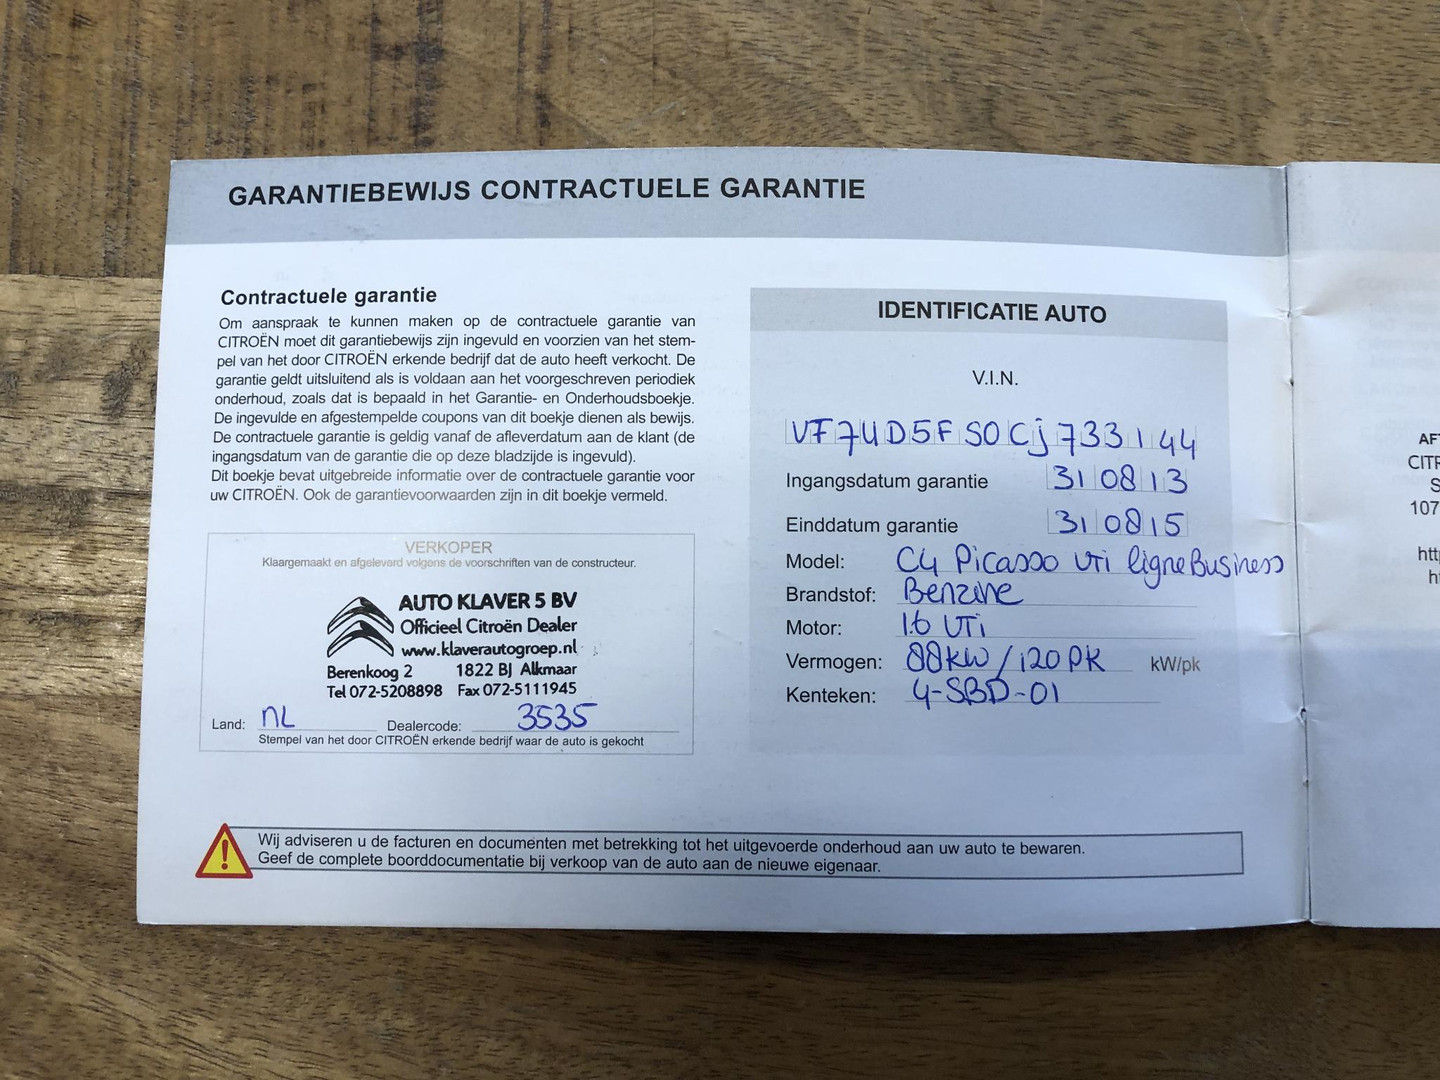 GARANTIEBEWIJS CONTRACTUELE GARANTIE
Contractuele garantie
Om aanspraak te kunnen maken op de contractuele garantie van
CITROËN moet dit garantiebewijs zijn ingevuld en voorzien van het stem-
pel van het door CITROËN erkende bedrijf dat de auto heeft verkocht. De
garantie geldt uitsluitend als is voldaan aan het voorgeschreven periodiek
onderhoud, zoals dat is bepaald in het Garantie- en Onderhoudsboekje.
De ingevulde en afgestempelde coupons van dit boekje dienen als bewijs.
De contractuele garantie is geldig vanaf de afleverdatum aan de klant (de
ingangsdatum van de garantie die op deze bladzijde is ingevuld).
Dit boekje bevat uitgebreide informatie over de contractuele garantie voor
uw CITROËN. Ook de garantievoorwaarden zijn in dit boekje vermeld.
VERKOPER
Klaargemaakt en afgeleverd volgens de voorschriften van de constructeur.
AUTO KLAVER 5 BV
Officieel Citroën Dealer
www.klaverautogroep.nl
Berenkoog 2 1822 BJ Alkmaar
Tel 072-5208898 Fax 072-5111945
Land: NL Dealercode: 3535
Stempel van het door CITROËN erkende bedrijf waar de auto is gekocht
IDENTIFICATIE AUTO
V.I.N.
VF7UD5FS0Cj733144
Ingangsdatum garantie 310813
Einddatum garantie 310815
Model: C4 Picasso VTi ligne Business
Brandstof: Benzine
Motor: 1.6 VTi
Vermogen: 88kW/120PK kW/pk
Kenteken: 4-SBD-01
Wij adviseren u de facturen en documenten met betrekking tot het uitgevoerde onderhoud aan uw auto te bewaren.
Geef de complete boorddocumentatie bij verkoop van de auto aan de nieuwe eigenaar.
AFT
CITR
S
107
http
ht